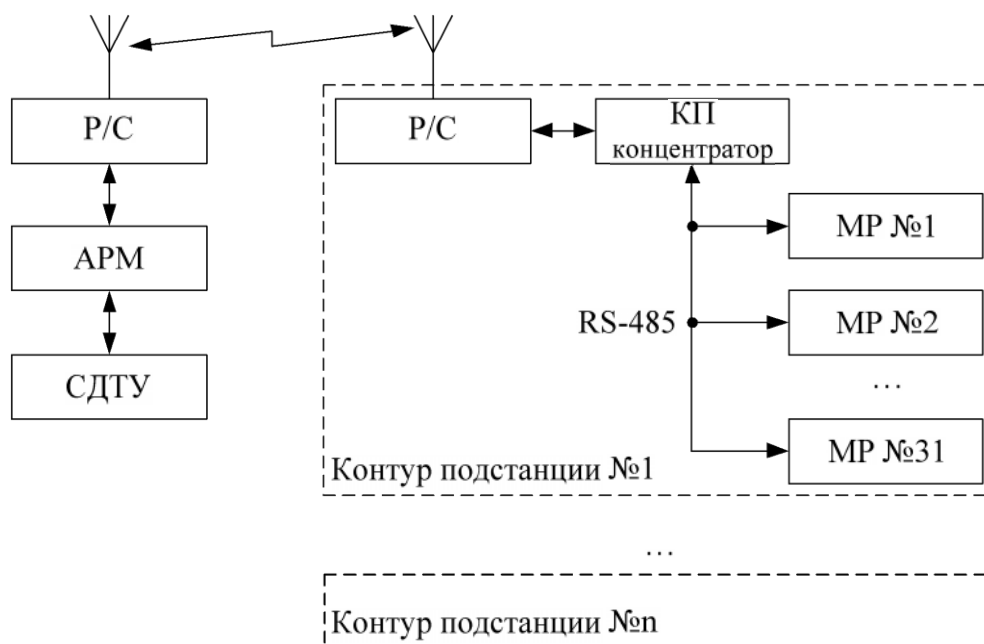 Р/С
АРМ
СДТУ
Р/С
КП
концентратор
МР №1
RS-485
МР №2
...
МР №31
Контур подстанции №1
...
Контур подстанции №n